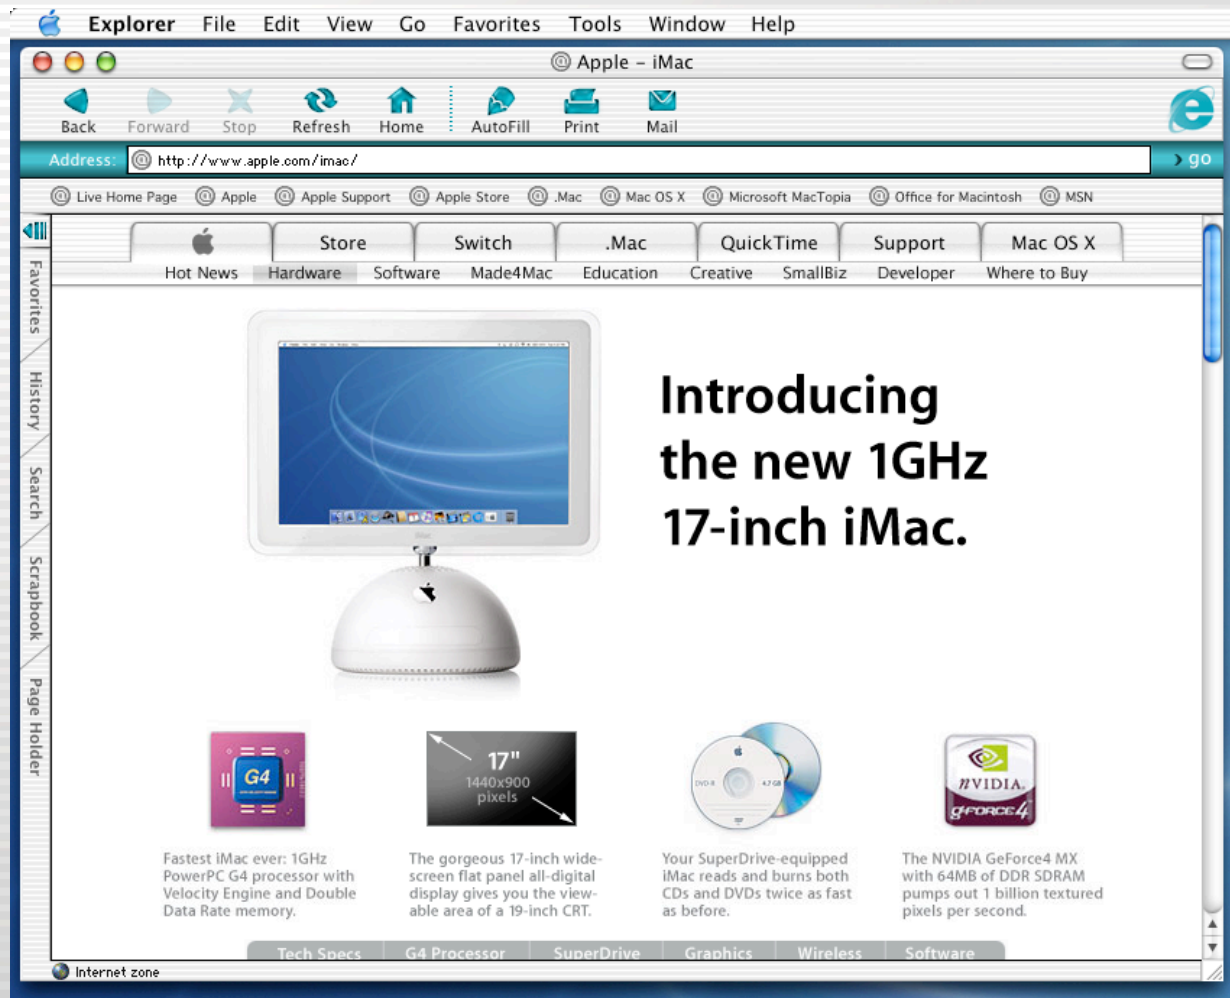 Explorer File Edit View Go Favorites Tools Window Help
Apple – iMac
Back Forward Stop Refresh Home AutoFill Print Mail
Address: http://www.apple.com/imac/ go
Live Home Page Apple Apple Support Apple Store .Mac Mac OS X Microsoft MacTopia Office for Macintosh MSN
Store Switch .Mac QuickTime Support Mac OS X
Hot News Hardware Software Made4Mac Education Creative SmallBiz Developer Where to Buy
Favorites
History
Search
Scrapbook
Page Holder
iMac
Introducing
the new 1GHz
17-inch iMac.
G4
17"
1440x900
pixels
DVD-R 4.7 GB
NVIDIA.
GFORCE4
Fastest iMac ever: 1GHz
PowerPC G4 processor with
Velocity Engine and Double
Data Rate memory.
The gorgeous 17-inch wide-
screen flat panel all-digital
display gives you the view-
able area of a 19-inch CRT.
Your SuperDrive-equipped
iMac reads and burns both
CDs and DVDs twice as fast
as before.
The NVIDIA GeForce4 MX
with 64MB of DDR SDRAM
pumps out 1 billion textured
pixels per second.
Tech Specs G4 Processor SuperDrive Graphics Wireless Software
Internet zone